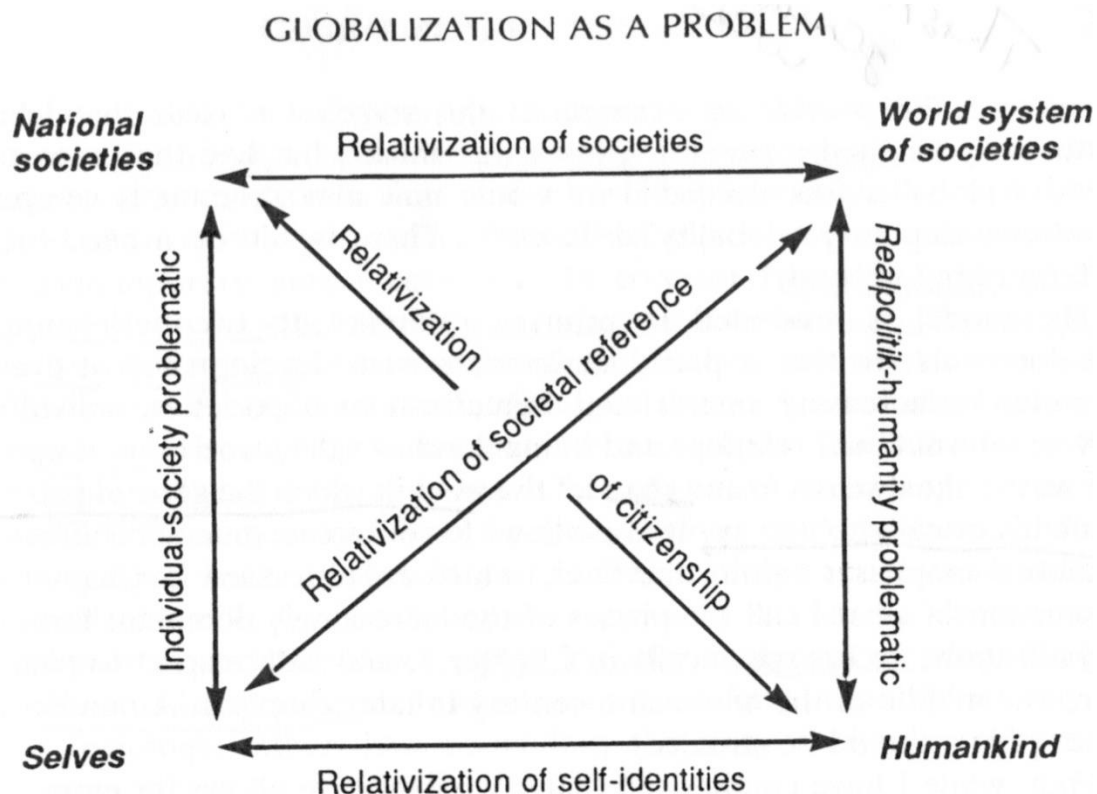 GLOBALIZATION AS A PROBLEM
National
societies
Relativization of societies
World system
of societies
Individual-society problematic
Relativization
Relativization of societal reference
of citizenship
Realpolitik-humanity problematic
Selves
Humankind
Relativization of self-identities